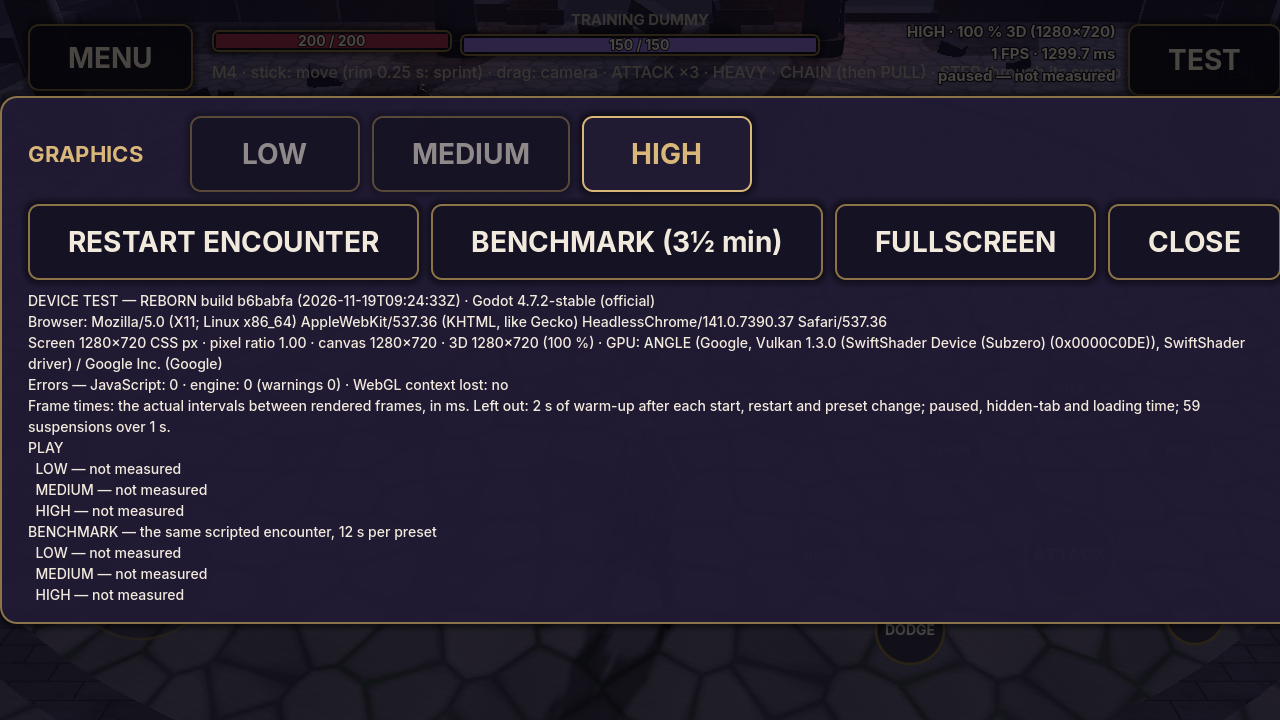 TRAINING DUMMY
MENU
200 / 200
150 / 150
HIGH · 100 % 3D (1280×720)
1 FPS · 1299.7 ms
paused — not measured
TEST
M4 · stick: move (rim 0.25 s: sprint) · drag: camera · ATTACK ×3 · HEAVY · CHAIN (then PULL) ·
GRAPHICS
LOW
MEDIUM
HIGH
RESTART ENCOUNTER
BENCHMARK (3½ min)
FULLSCREEN
CLOSE
DEVICE TEST — REBORN build b6babfa (2026-11-19T09:24:33Z) · Godot 4.7.2-stable (official)
Browser: Mozilla/5.0 (X11; Linux x86_64) AppleWebKit/537.36 (KHTML, like Gecko) HeadlessChrome/141.0.7390.37 Safari/537.36
Screen 1280×720 CSS px · pixel ratio 1.00 · canvas 1280×720 · 3D 1280×720 (100 %) · GPU: ANGLE (Google, Vulkan 1.3.0 (SwiftShader Device (Subzero) (0x0000C0DE)), SwiftShader
driver) / Google Inc. (Google)
Errors — JavaScript: 0 · engine: 0 (warnings 0) · WebGL context lost: no
Frame times: the actual intervals between rendered frames, in ms. Left out: 2 s of warm-up after each start, restart and preset change; paused, hidden-tab and loading time; 59
suspensions over 1 s.
PLAY
LOW — not measured
MEDIUM — not measured
HIGH — not measured
BENCHMARK — the same scripted encounter, 12 s per preset
LOW — not measured
MEDIUM — not measured
HIGH — not measured
DODGE